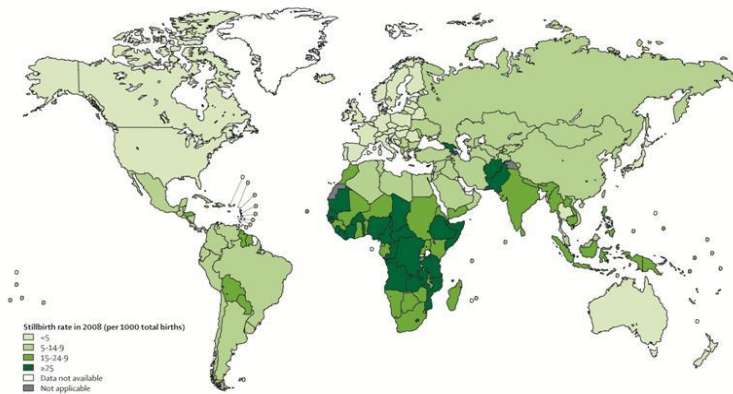 Stillbirth rate in 2008 (per 1000 total births)
<5
5–14·9
15–24·9
≥25
Data not available
Not applicable